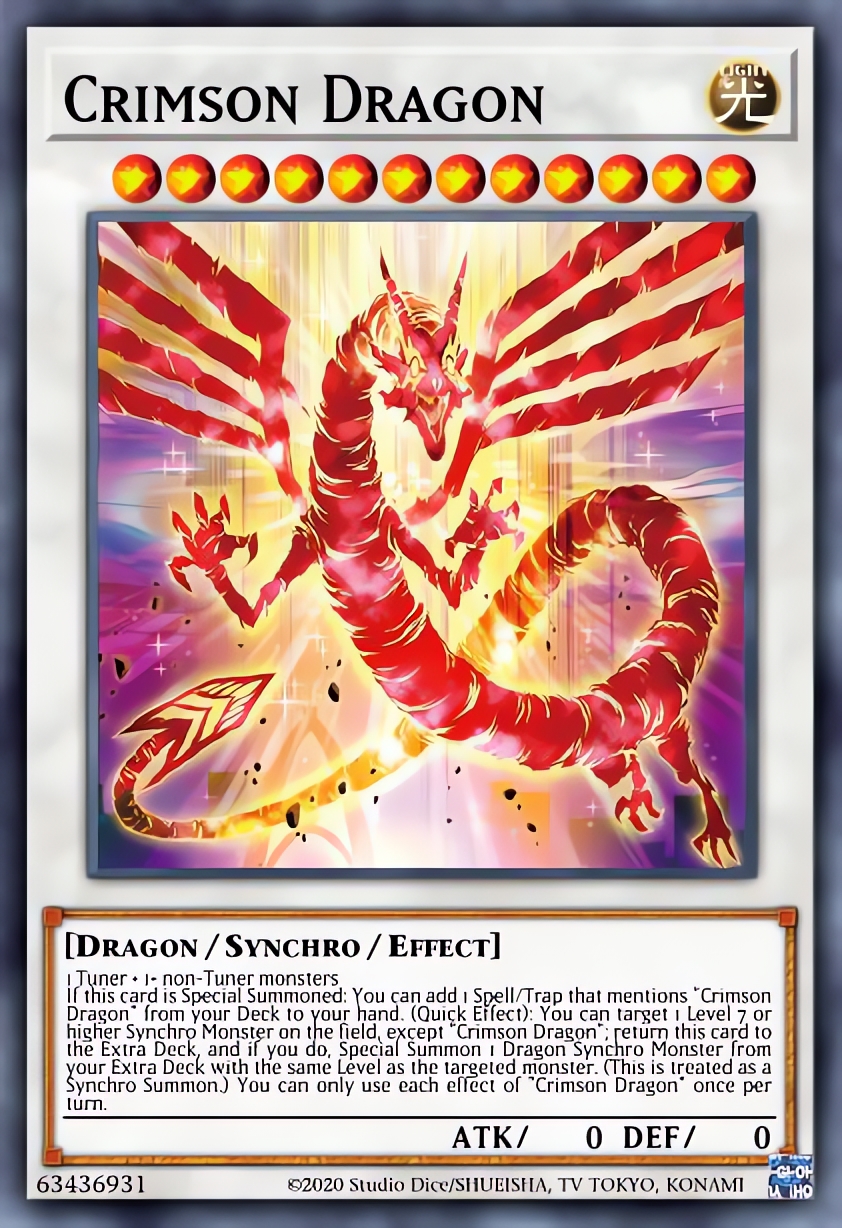 Crimson Dragon
光
[Dragon / Synchro / Effect]
1 Tuner + 1+ non-Tuner monsters
If this card is Special Summoned: You can add 1 Spell/Trap that mentions "Crimson
Dragon" from your Deck to your hand. (Quick Effect): You can target 1 Level 7 or
higher Synchro Monster on the field, except "Crimson Dragon"; return this card to
the Extra Deck, and if you do, Special Summon 1 Dragon Synchro Monster from
your Extra Deck with the same Level as the targeted monster. (This is treated as a
Synchro Summon.) You can only use each effect of "Crimson Dragon" once per
turn.
ATK/ 0 DEF/ 0
63436931 ©2020 Studio Dice/SHUEISHA, TV TOKYO, KONAMI